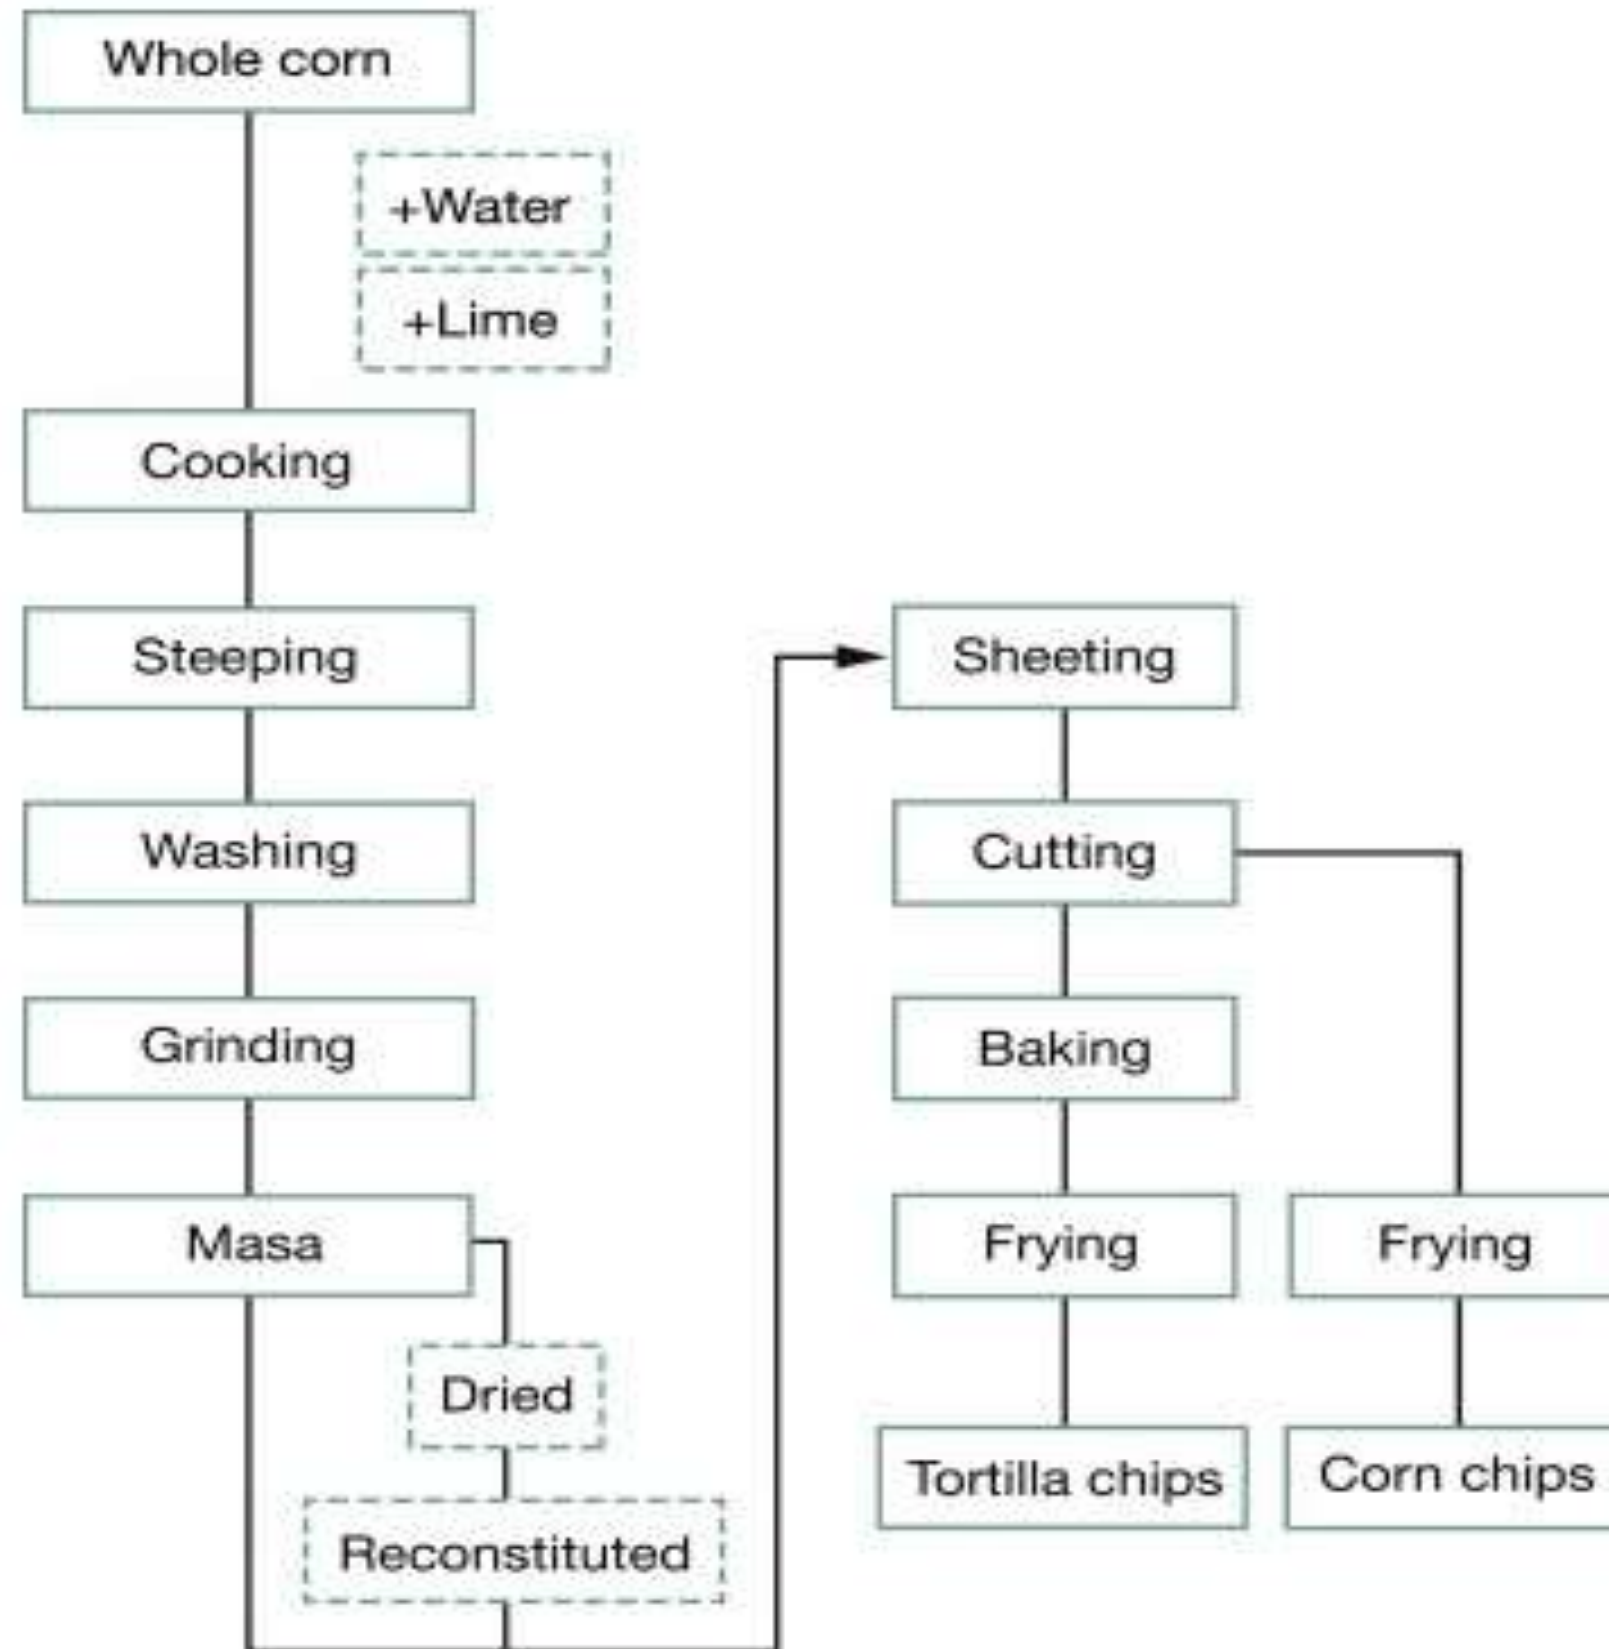 Whole corn
+Water
+Lime
Cooking
Steeping
Washing
Grinding
Masa
Dried
Reconstituted
Sheeting
Cutting
Baking
Frying
Frying
Tortilla chips
Corn chips